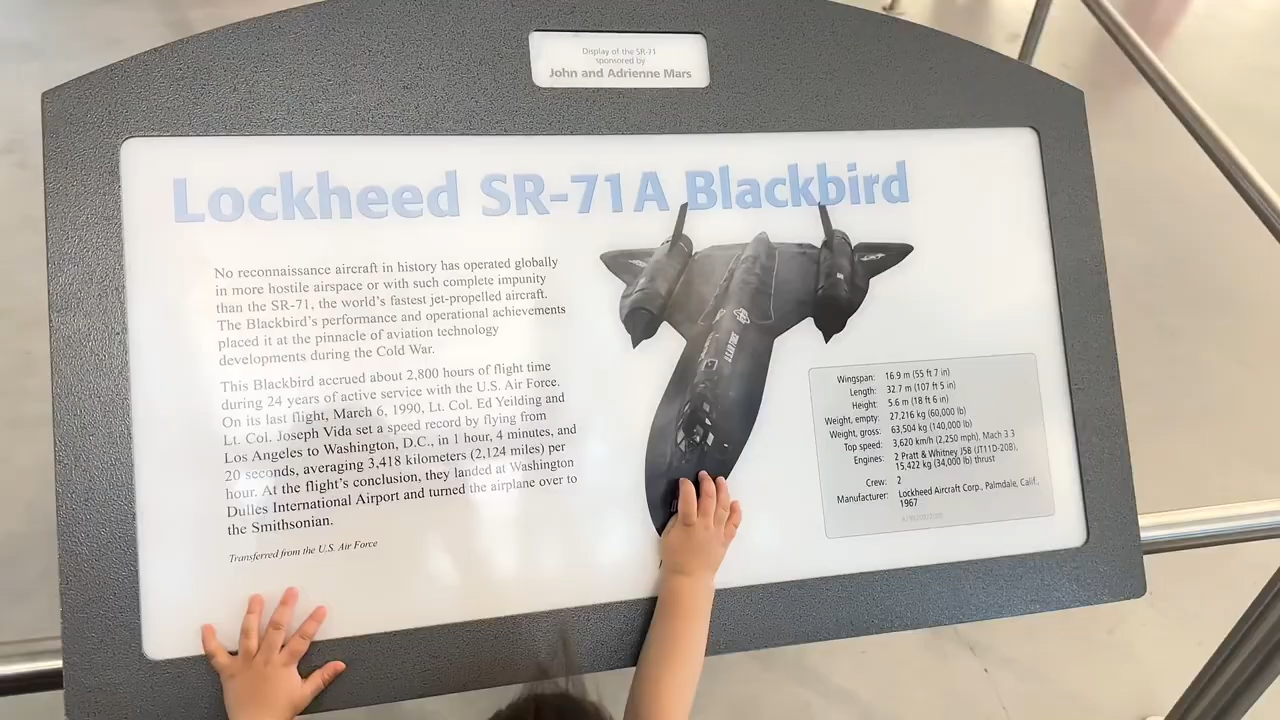 Display of the SR-71
sponsored by
John and Adrienne Mars
Lockheed SR-71A Blackbird
No reconnaissance aircraft in history has operated globally
in more hostile airspace or with such complete impunity
than the SR-71, the world's fastest jet-propelled aircraft.
The Blackbird's performance and operational achievements
placed it at the pinnacle of aviation technology
developments during the Cold War.
This Blackbird accrued about 2,800 hours of flight time
during 24 years of active service with the U.S. Air Force.
On its last flight, March 6, 1990, Lt. Col. Ed Yeilding and
Lt. Col. Joseph Vida set a speed record by flying from
Los Angeles to Washington, D.C., in 1 hour, 4 minutes, and
20 seconds, averaging 3,418 kilometers (2,124 miles) per
hour. At the flight's conclusion, they landed at Washington
Dulles International Airport and turned the airplane over to
the Smithsonian.
Transferred from the U.S. Air Force
U.S. AIR FORCE
Wingspan: 16.9 m (55 ft 7 in)
Length: 32.7 m (107 ft 5 in)
Height: 5.6 m (18 ft 6 in)
Weight, empty: 27,216 kg (60,000 lb)
Weight, gross: 63,504 kg (140,000 lb)
Top speed: 3,620 km/h (2,250 mph), Mach 3.3
Engines: 2 Pratt & Whitney J58 (JT11D-20B),
15,422 kg (34,000 lb) thrust
Crew: 2
Manufacturer: Lockheed Aircraft Corp., Palmdale, Calif.,
1967